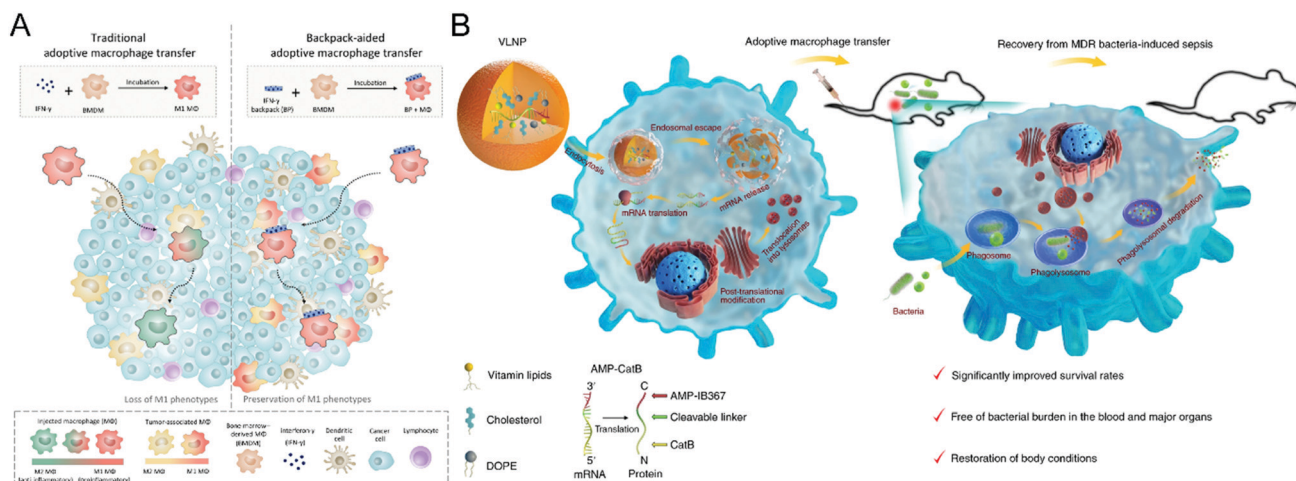 A
Traditional
adoptive macrophage transfer
Backpack-aided
adoptive macrophage transfer
IFN-γ
+
BMDM
Incubation
M1 MΦ
IFN-γ
backpack (BP)
+
BMDM
Incubation
BP + MΦ
Loss of M1 phenotypes
Preservation of M1 phenotypes
Injected macrophage (MΦ)
M2 MΦ
M1 MΦ
(anti inflammatory)
(proinflammatory)
Tumor-associated MΦ
M2 MΦ
M1 MΦ
Bone-marrow-
derived MΦ
(BMDM)
Interferon-γ
(IFN-γ)
Dendritic
cell
Cancer
cell
Lymphocyte
B
VLNP
Adoptive macrophage transfer
Recovery from MDR bacteria-induced sepsis
Endocytosis
Endosomal escape
mRNA release
mRNA translation
Translocation
into lysosomes
Post-translational
modification
Bacteria
Phagosome
Phagolysosome
Phagolysosomal degradation
Vitamin lipids
Cholesterol
DOPE
AMP-CatB
3′
C
AMP-IB367
Translation
Cleavable linker
CatB
5′
N
mRNA
Protein
✓ Significantly improved survival rates
✓ Free of bacterial burden in the blood and major organs
✓ Restoration of body conditions